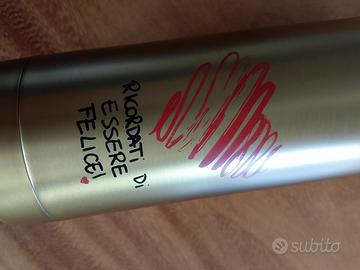 RICORDATI DI
ESSERE
FELICE!
subito